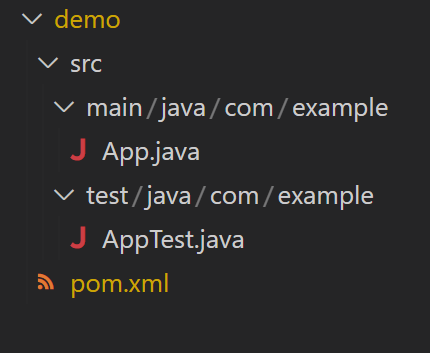 demo
src
main/java/com/example
App.java
test/java/com/example
AppTest.java
pom.xml